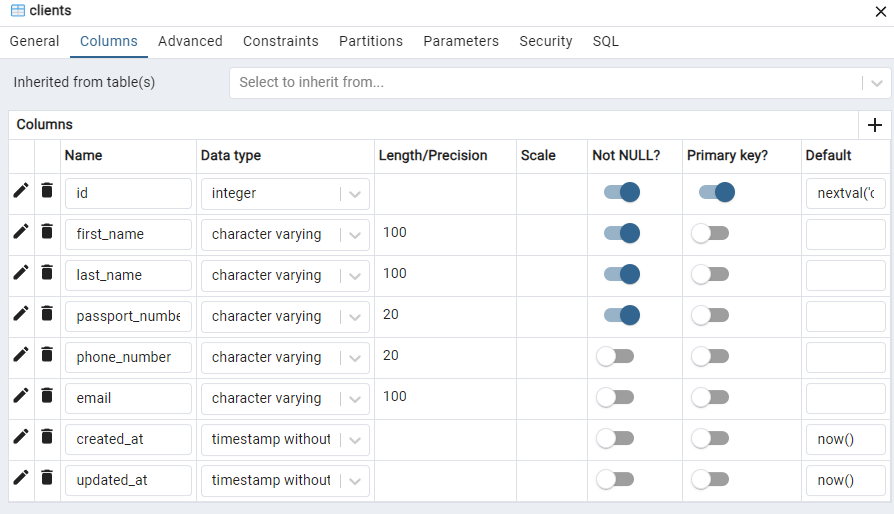 clients
General Columns Advanced Constraints Partitions Parameters Security SQL
Inherited from table(s) Select to inherit from...
Columns
Name Data type Length/Precision Scale Not NULL? Primary key? Default
id integer nextval('c
first_name character varying 100
last_name character varying 100
passport_numbe character varying 20
phone_number character varying 20
email character varying 100
created_at timestamp without now()
updated_at timestamp without now()